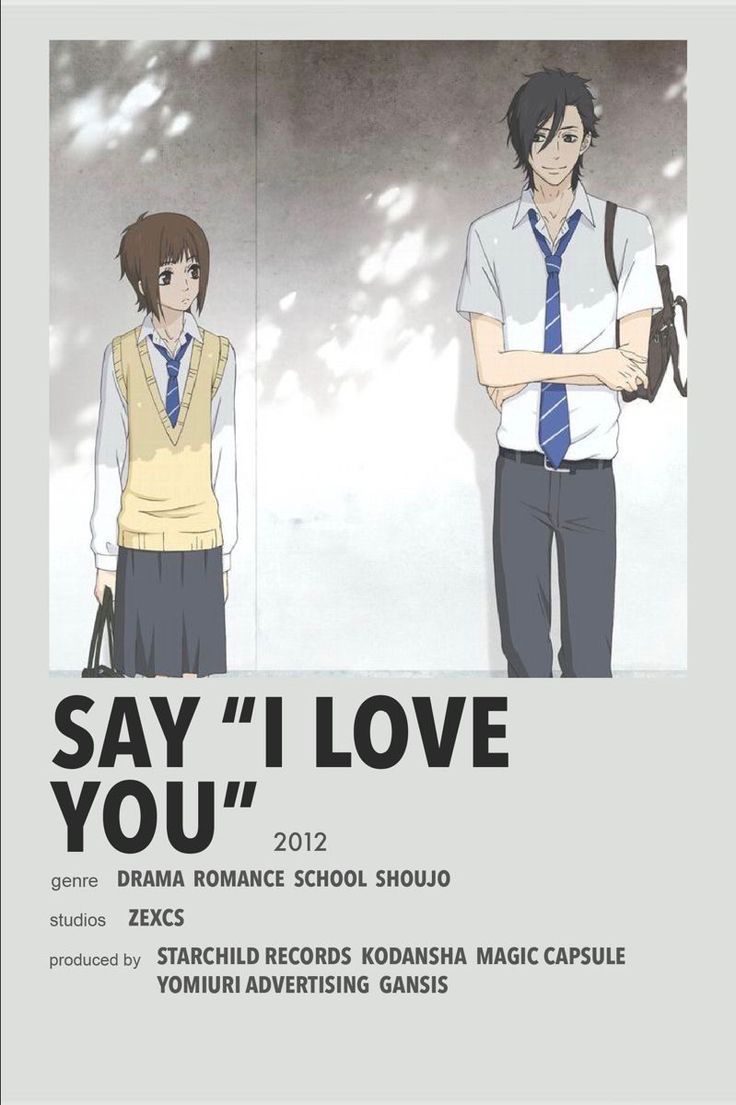 SAY “I LOVE
YOU” 2012
genre DRAMA ROMANCE SCHOOL SHOUJO
studios ZEXCS
produced by STARCHILD RECORDS KODANSHA MAGIC CAPSULE
YOMIURI ADVERTISING GANSIS